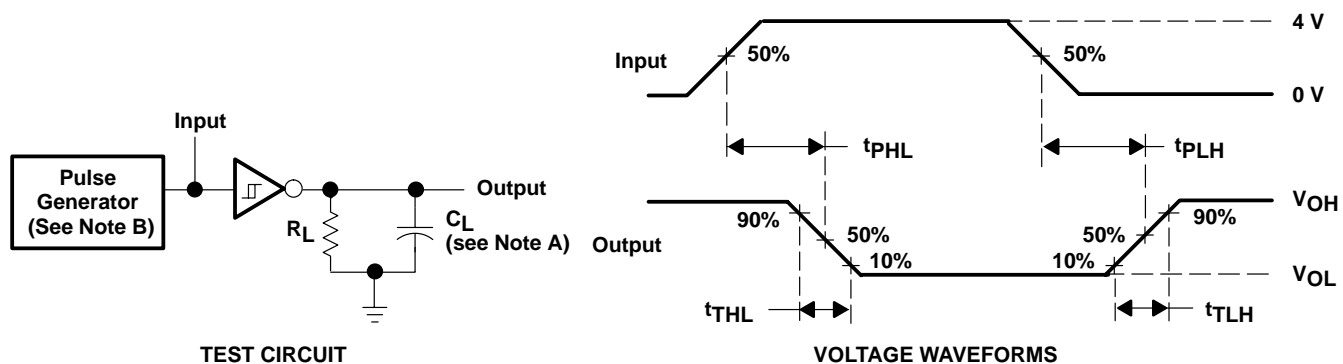 Input
Pulse
Generator
(See Note B)
RL
CL
(see Note A)
Output
TEST CIRCUIT
Input
50%
50%
4 V
0 V
tPHL
tPLH
Output
90%
50%
10%
10%
50%
90%
VOH
VOL
tTHL
tTLH
VOLTAGE WAVEFORMS